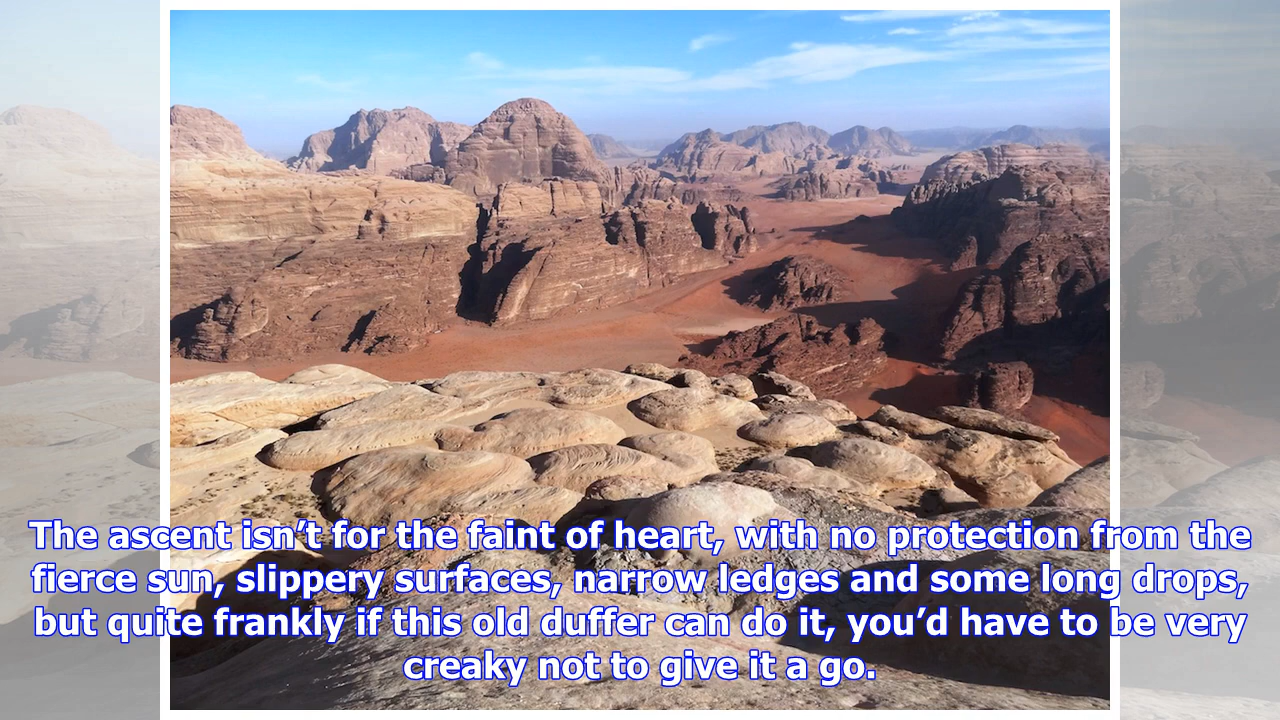 The ascent isn’t for the faint of heart, with no protection from the
fierce sun, slippery surfaces, narrow ledges and some long drops,
but quite frankly if this old duffer can do it, you’d have to be very
creaky not to give it a go.